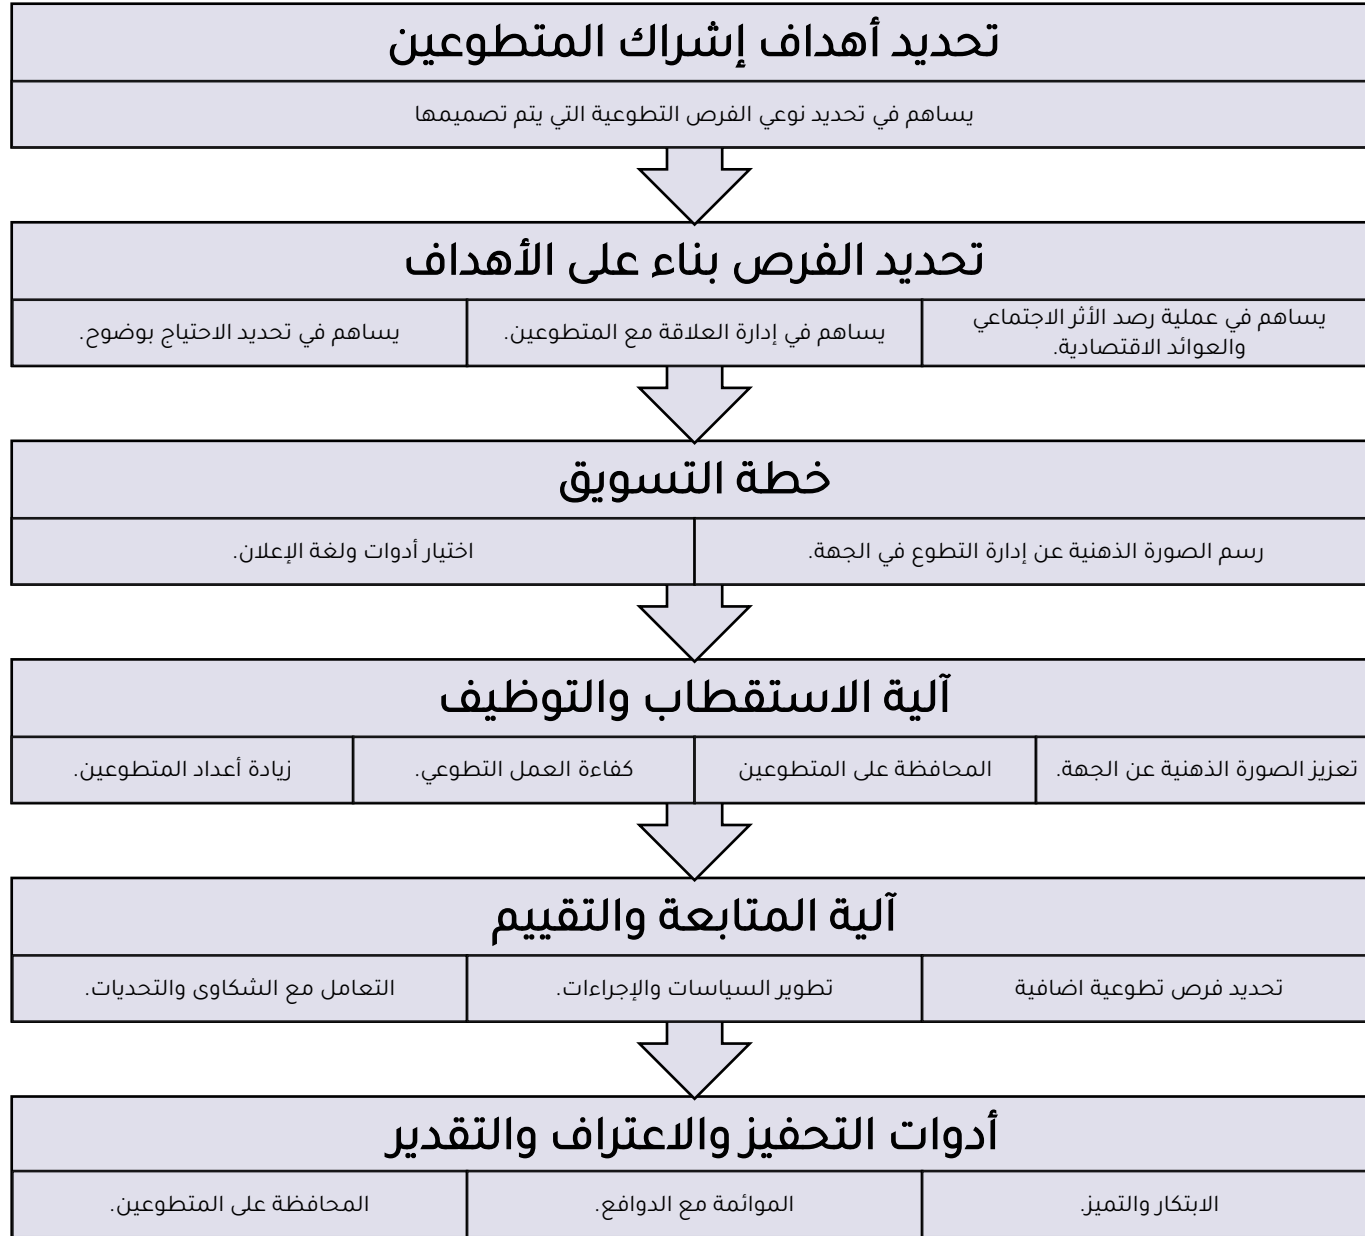 تحديد أهداف إشراك المتطوعين
يساهم في تحديد نوعي الفرص التطوعية التي يتم تصميمها
تحديد الفرص بناء على الأهداف
يساهم في عملية رصد الأثر الاجتماعي
والعوائد الاقتصادية.
يساهم في إدارة العلاقة مع المتطوعين.
يساهم في تحديد الاحتياج بوضوح.
خطة التسويق
رسم الصورة الذهنية عن إدارة التطوع في الجهة.
اختيار أدوات ولغة الإعلان.
آلية الاستقطاب والتوظيف
تعزيز الصورة الذهنية عن الجهة.
المحافظة على المتطوعين
كفاءة العمل التطوعي.
زيادة أعداد المتطوعين.
آلية المتابعة والتقييم
تحديد فرص تطوعية اضافية
تطوير السياسات والإجراءات.
التعامل مع الشكاوى والتحديات.
أدوات التحفيز والاعتراف والتقدير
الابتكار والتميز.
الموائمة مع الدوافع.
المحافظة على المتطوعين.